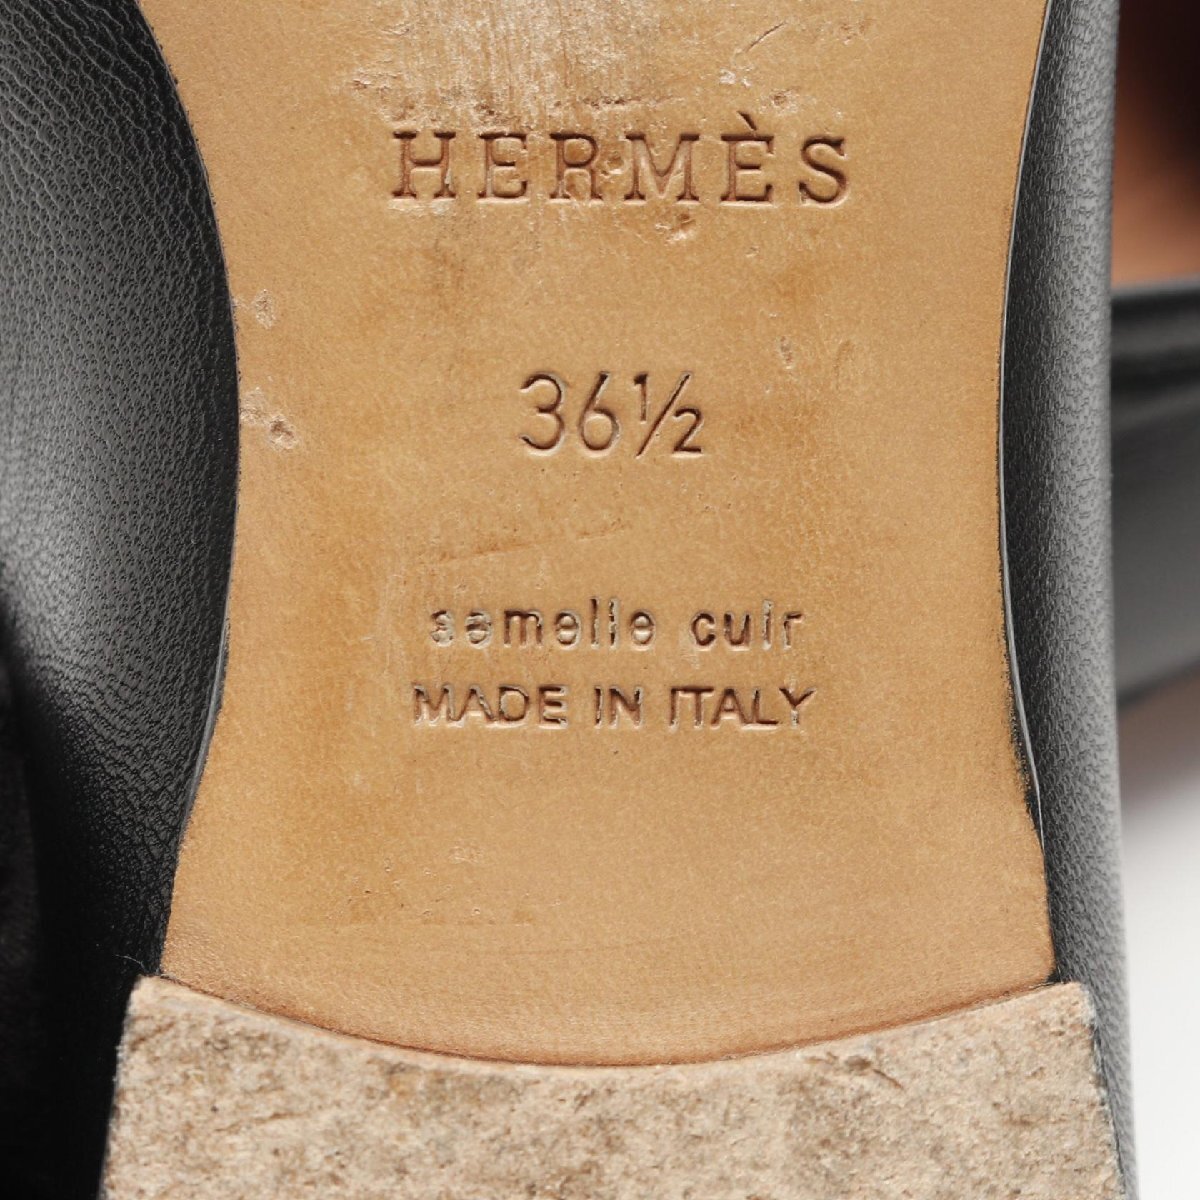 HERMÈS
36½
semelle cuir
MADE IN ITALY